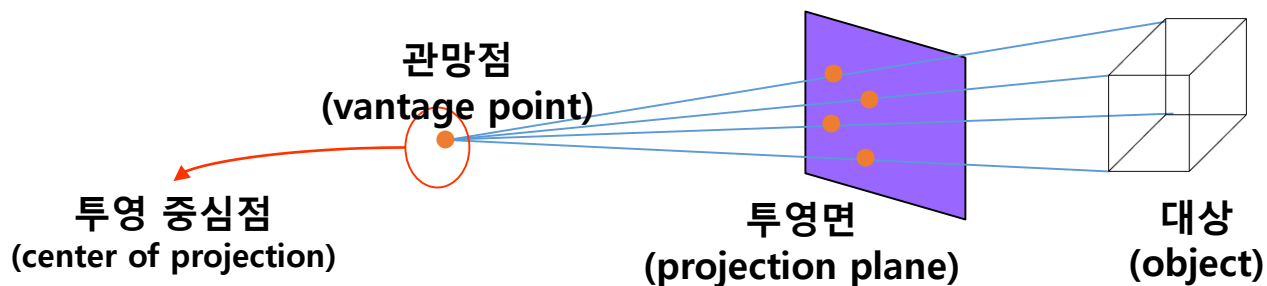 관망점
(vantage point)
투영 중심점
(center of projection)
투영면
(projection plane)
대상
(object)